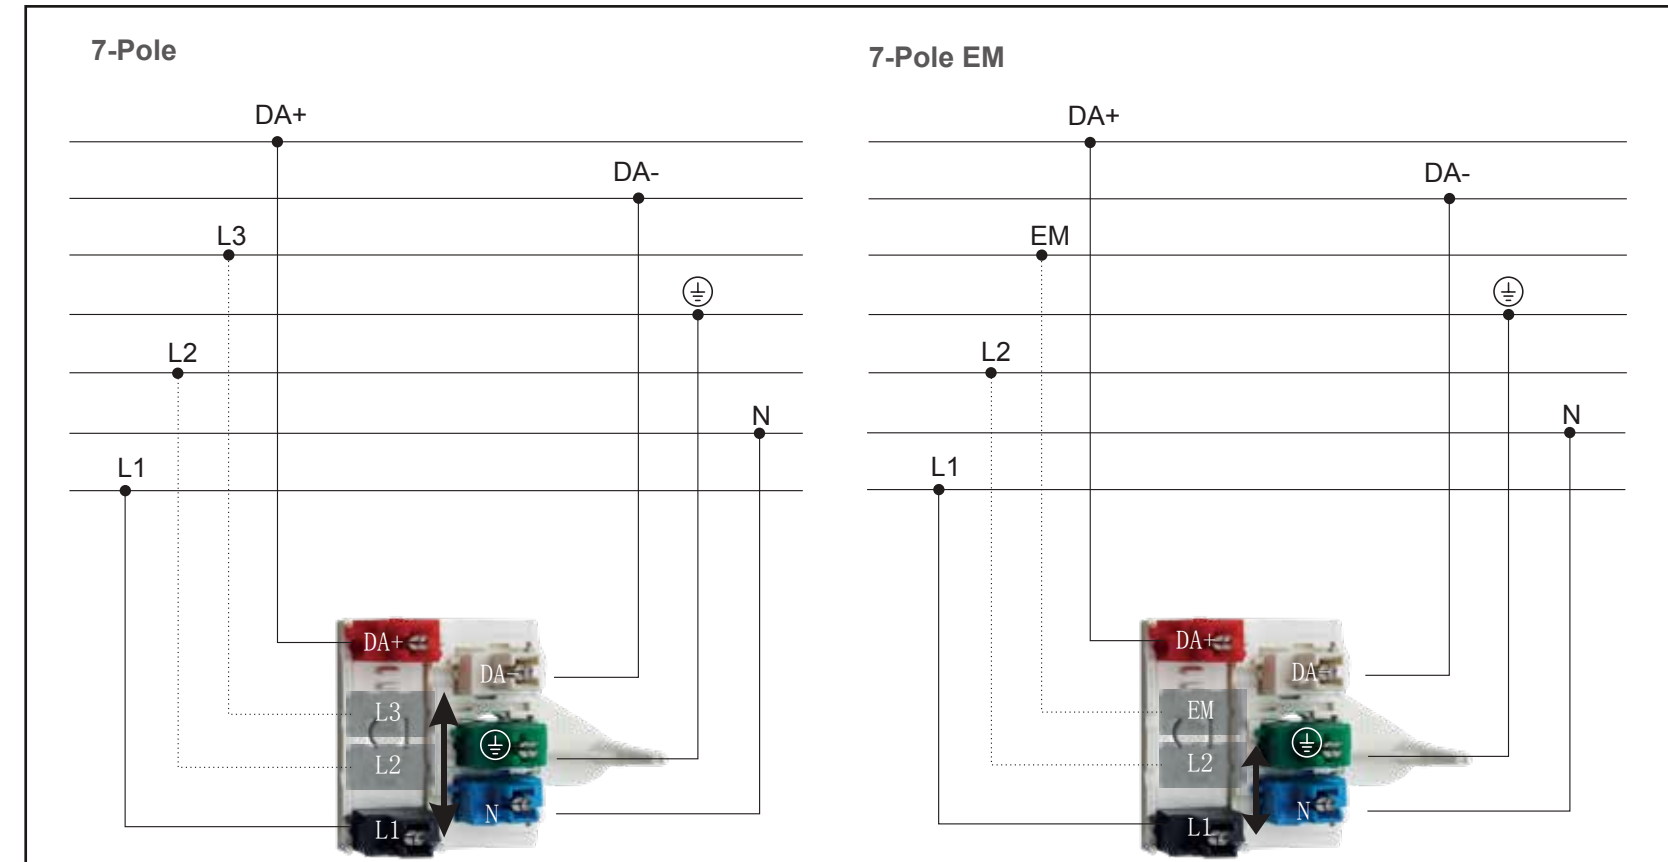 7-Pole
DA+
DA-
L3
L2
N
L1
DA+
DA-
L3
L2
N
L1
7-Pole EM
DA+
DA-
EM
L2
N
L1
DA+
DA-
EM
L2
N
L1